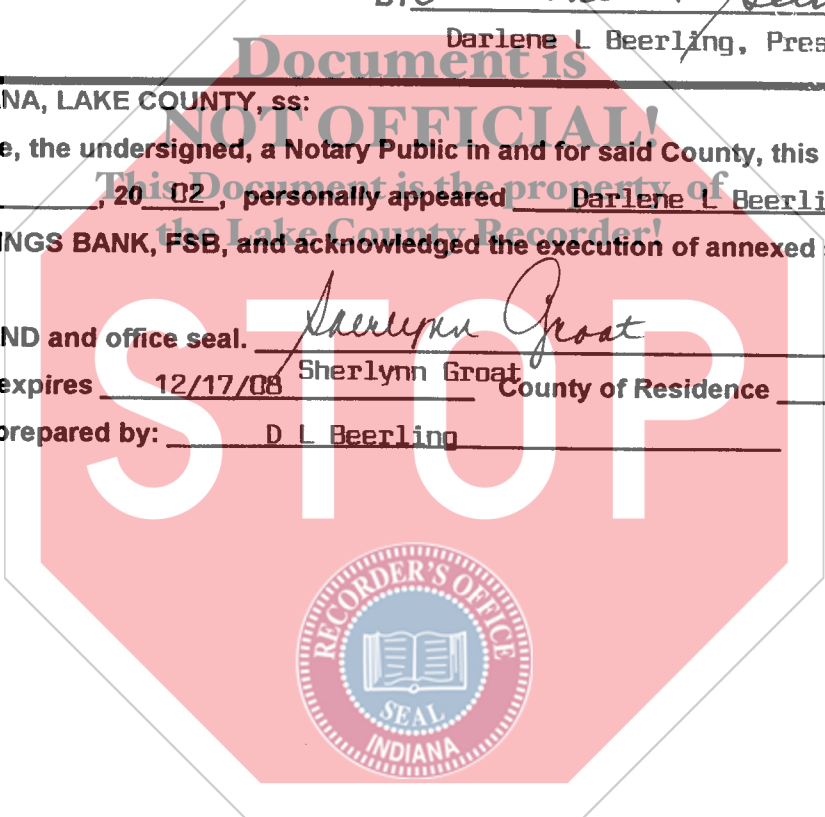 Darlene L Beerling, Pres
Document is
NA, LAKE COUNTY, ss:
NOT OFFICIAL!
e, the undersigned, a Notary Public in and for said County, this
This Document is the property of
, 20 02 , personally appeared Darlene L Beerli
the Lake County Recorder!
NGS BANK, FSB, and acknowledged the execution of annexed
ND and office seal. Sherlynn Groat
Sherlynn Groat
expires 12/17/08 County of Residence
prepared by: D L Beerling
STOP
RECORDER'S OFFICE
SEAL
INDIANA